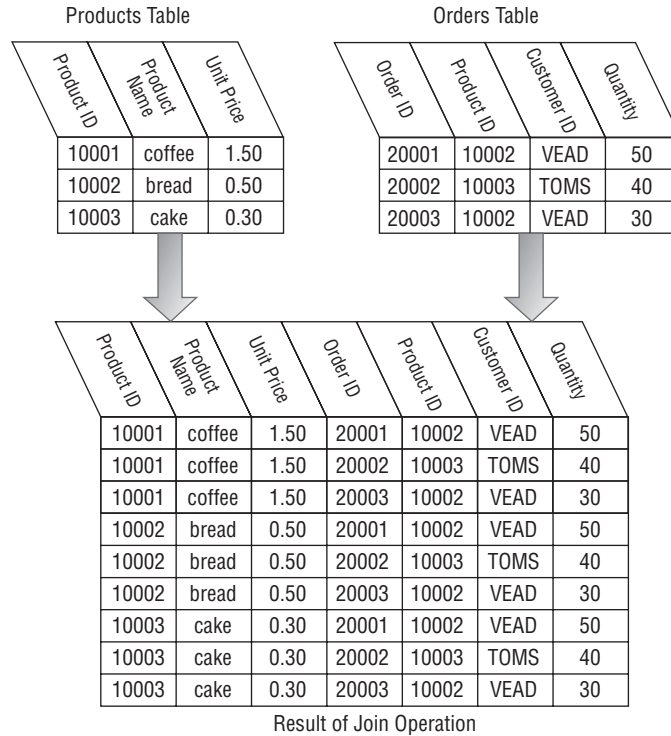 Products Table
Orders Table
Product ID Product Name Unit Price
10001 coffee 1.50
10002 bread 0.50
10003 cake 0.30
Order ID Product ID Customer ID Quantity
20001 10002 VEAD 50
20002 10003 TOMS 40
20003 10002 VEAD 30
Product ID Product Name Unit Price Order ID Product ID Customer ID Quantity
10001 coffee 1.50 20001 10002 VEAD 50
10001 coffee 1.50 20002 10003 TOMS 40
10001 coffee 1.50 20003 10002 VEAD 30
10002 bread 0.50 20001 10002 VEAD 50
10002 bread 0.50 20002 10003 TOMS 40
10002 bread 0.50 20003 10002 VEAD 30
10003 cake 0.30 20001 10002 VEAD 50
10003 cake 0.30 20002 10003 TOMS 40
10003 cake 0.30 20003 10002 VEAD 30
Result of Join Operation